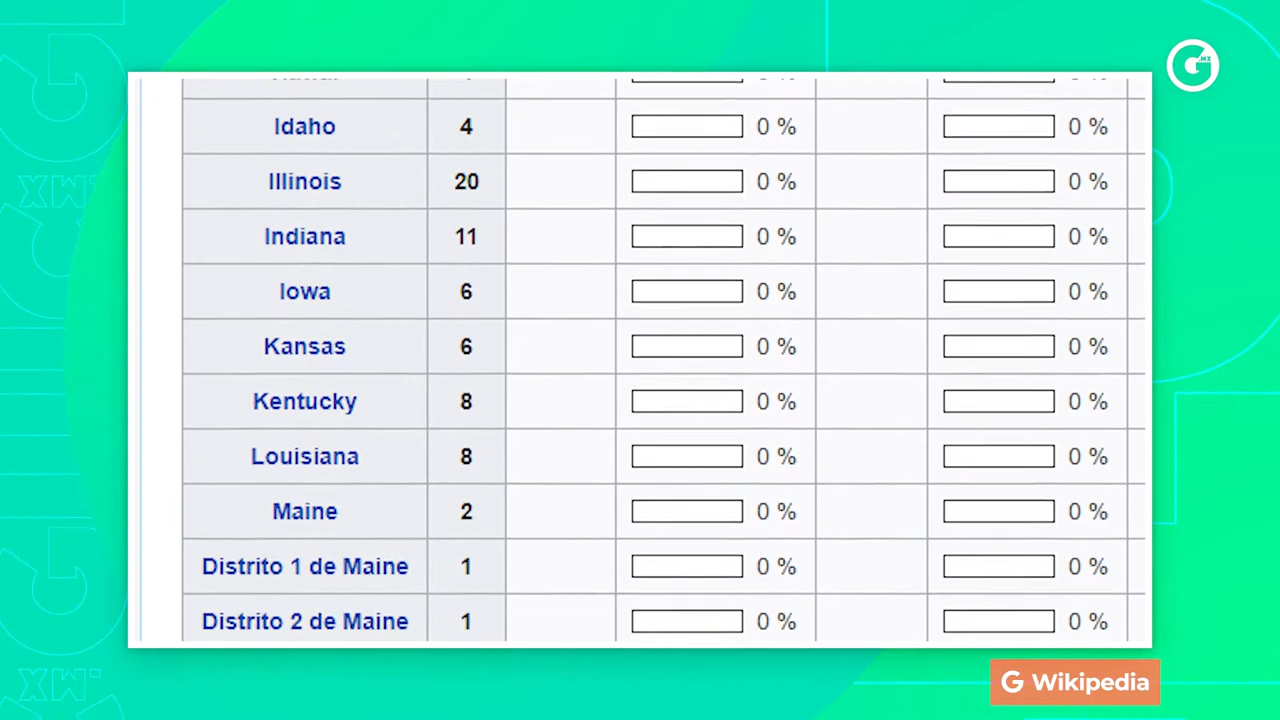 G.MX
Idaho 4 0 % 0 %
Illinois 20 0 % 0 %
Indiana 11 0 % 0 %
Iowa 6 0 % 0 %
Kansas 6 0 % 0 %
Kentucky 8 0 % 0 %
Louisiana 8 0 % 0 %
Maine 2 0 % 0 %
Distrito 1 de Maine 1 0 % 0 %
Distrito 2 de Maine 1 0 % 0 %
G Wikipedia